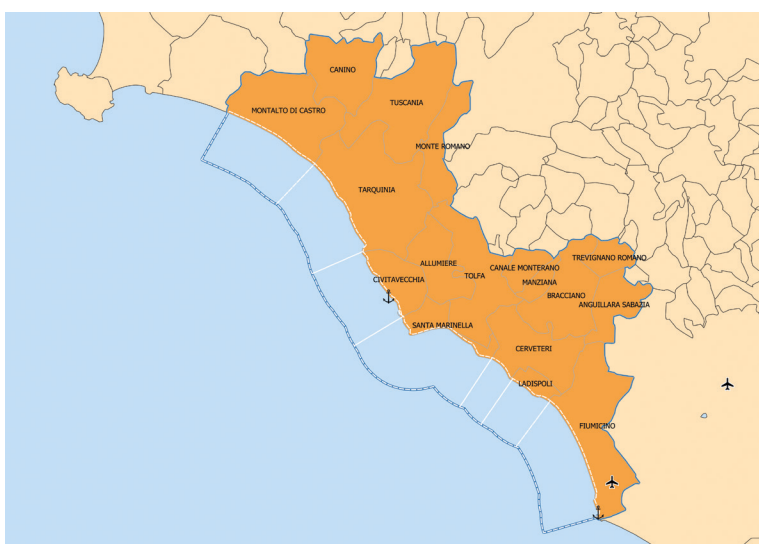 CANINO
TUSCANIA
MONTALTO DI CASTRO
MONTE ROMANO
TARQUINIA
TREVIGNANO ROMANO
ALLUMIERE
CANALE MONTERANO
TOLFA
CIVITAVECCHIA
MANZIANA
BRACCIANO
ANGUILLARA SABAZIA
SANTA MARINELLA
CERVETERI
LADISPOLI
FIUMICINO